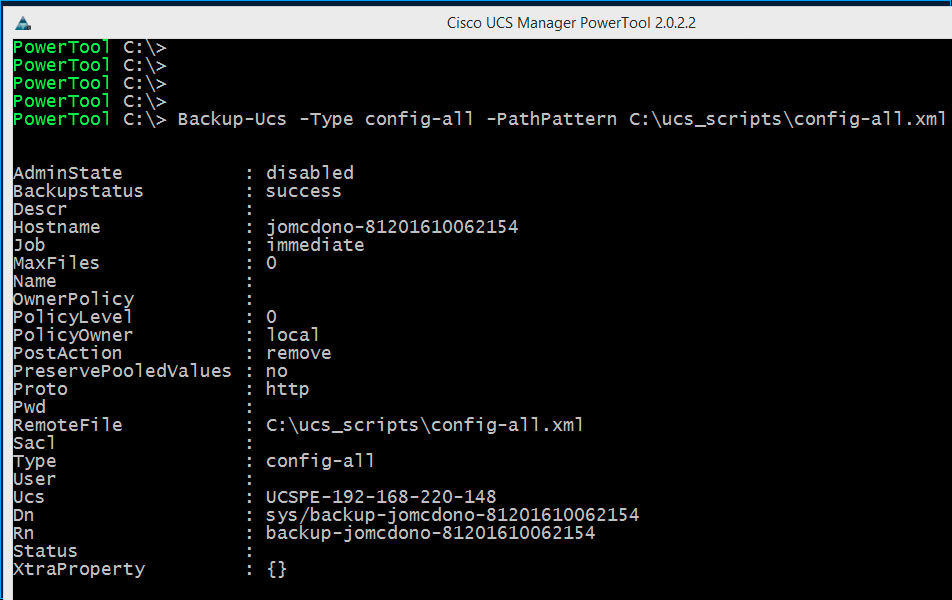 Cisco UCS Manager PowerTool 2.0.2.2
PowerTool C:\>
PowerTool C:\>
PowerTool C:\>
PowerTool C:\>
PowerTool C:\> Backup-Ucs -Type config-all -PathPattern C:\ucs_scripts\config-all.xml
AdminState : disabled
Backupstatus : success
Descr :
Hostname : jomcdono-81201610062154
Job : immediate
MaxFiles : 0
Name :
OwnerPolicy :
PolicyLevel : 0
PolicyOwner : local
PostAction : remove
PreservePooledValues : no
Proto : http
Pwd :
RemoteFile : C:\ucs_scripts\config-all.xml
Sacl :
Type : config-all
User :
Ucs : UCSPE-192-168-220-148
Dn : sys/backup-jomcdono-81201610062154
Rn : backup-jomcdono-81201610062154
Status :
XtraProperty : {}